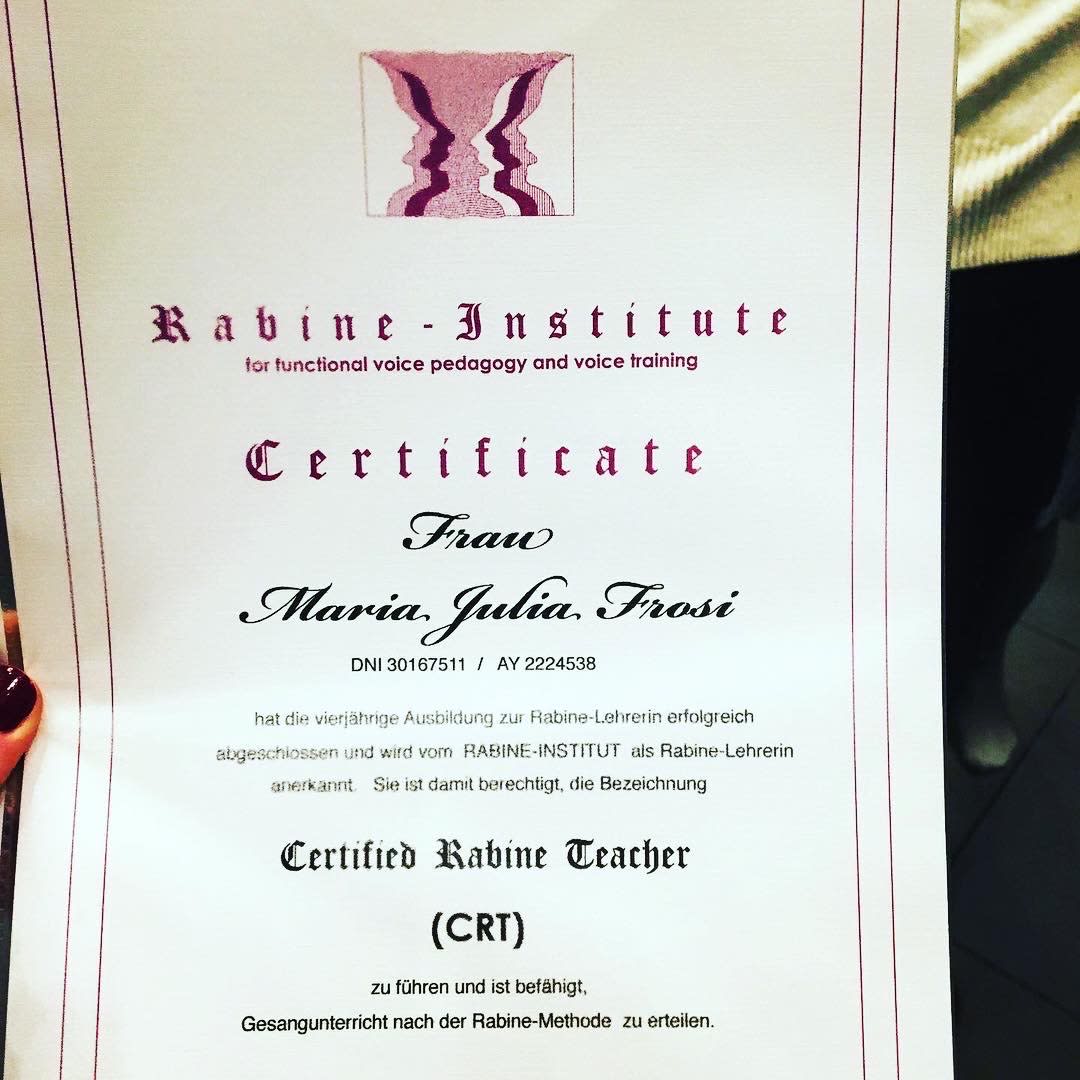 Rabine-Institute
for functional voice pedagogy and voice training
Certificate
Frau
Maria Julia Frosi
DNI 30167511 / AY 2224538
hat die vierjährige Ausbildung zur Rabine-Lehrerin erfolgreich
abgeschlossen und wird vom RABINE-INSTITUT als Rabine-Lehrerin
anerkannt. Sie ist damit berechtigt, die Bezeichnung
Certified Rabine Teacher
(CRT)
zu führen und ist befähigt,
Gesangunterricht nach der Rabine-Methode zu erteilen.